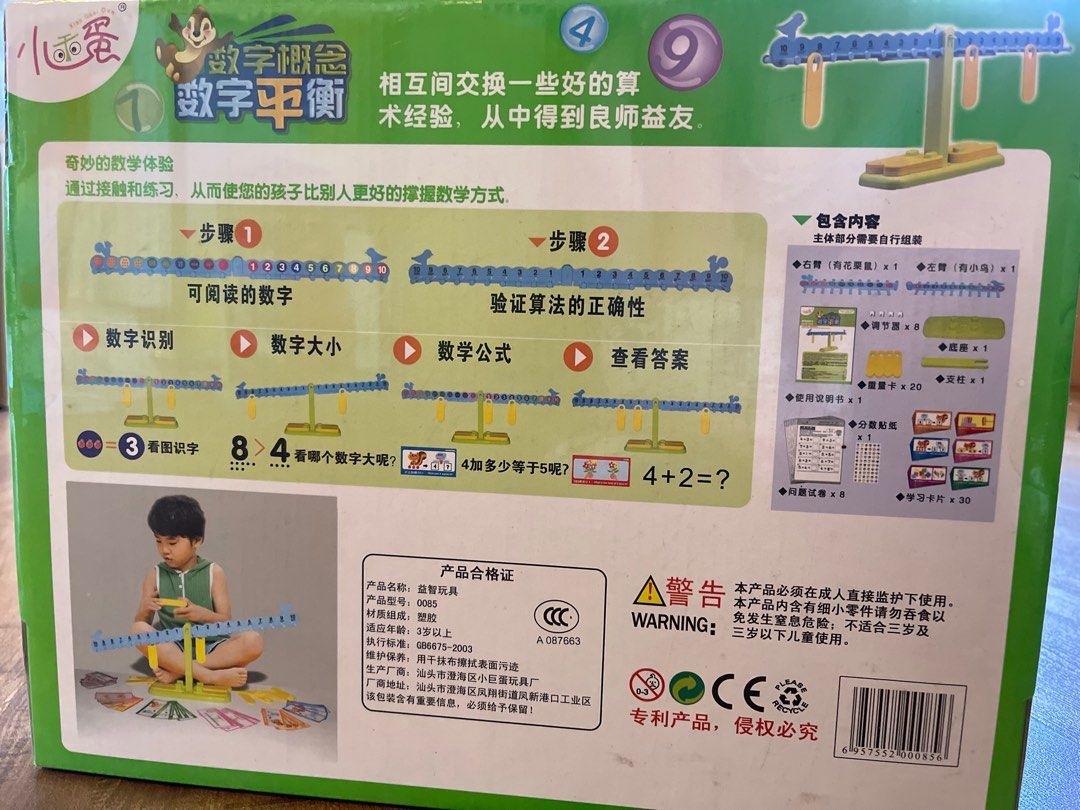 小乖蛋®
Xiao Guai Dan
数字概念
数字平衡
1
4
9
相互间交换一些好的算
术经验,从中得到良师益友。
奇妙的数学体验
通过接触和练习、从而使您的孩子比别人更好的撑握数学方式。
步骤1
可阅读的数字
步骤2
验证算法的正确性
数字识别
数字大小
数学公式
查看答案
=3看图识字
8>4看哪个数字大呢?
4加多少等于5呢?
4+2=?
包含内容
主体部分需要自行组装
◆右臂(有花栗鼠)x 1
◆左臂(有小鸟)x 1
◆调节器 x 8
◆底座 x 1
◆重量卡 x 20
◆支柱 x 1
◆使用说明书 x 1
◆分数贴纸
x 1
◆问题试卷 x 8
◆学习卡片 x 30
产品合格证
产品名称:益智玩具
产品型号:0085
材质组成:塑胶
适应年龄:3岁以上
执行标准:GB6675-2003
维护保养:用干抹布擦拭表面污迹
生产厂商:汕头市澄海区小巨蛋玩具厂
厂商地址:汕头市澄海区凤翔街道凤新港口工业区
该包装含有重要信息,必须给予保留!
CCC
A 087663
警告
WARNING:
本产品必须在成人直接监护下使用。
本产品内含有细小零件请勿吞食以
免发生窒息危险;不适合三岁及
三岁以下儿童使用。
0-3
CE
PLEASE RECYCLE
专利产品,侵权必究
6 957552 000856